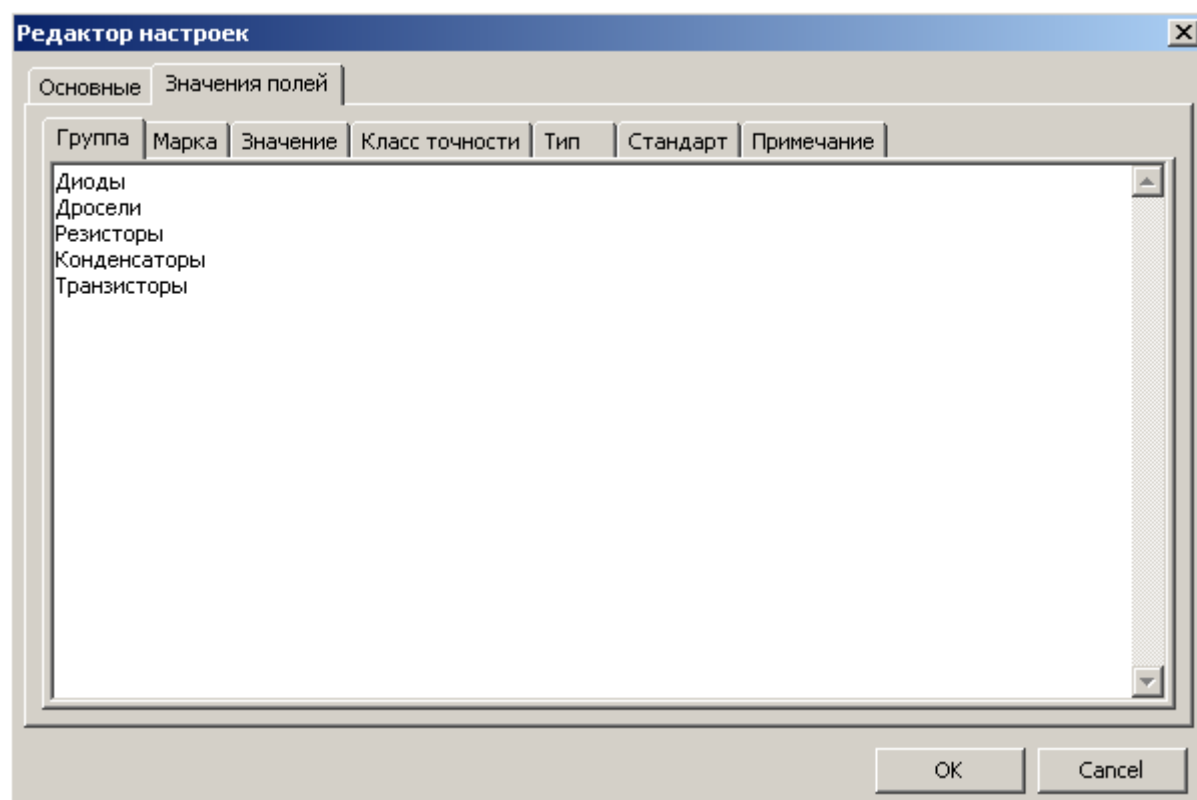 Редактор настроек
Основные Значения полей
Группа Марка Значение Класс точности Тип Стандарт Примечание
Диоды
Дросели
Резисторы
Конденсаторы
Транзисторы
OK Cancel